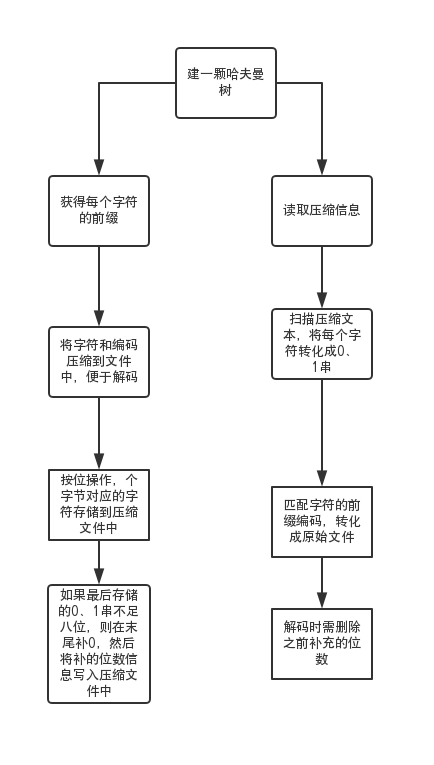 建一颗哈夫曼
树
获得每个字符
的前缀
将字符和编码
压缩到文件
中，便于解码
按位操作，个
字节对应的字
符存储到压缩
文件中
如果最后存储
的0、1串不足
八位，则在末
尾补0，然后
将补的位数信
息写入压缩文
件中
读取压缩信息
扫描压缩文
本，将每个字
符转化成0、
1串
匹配字符的前
缀编码，转化
成原始文件
解码时需删除
之前补充的位
数